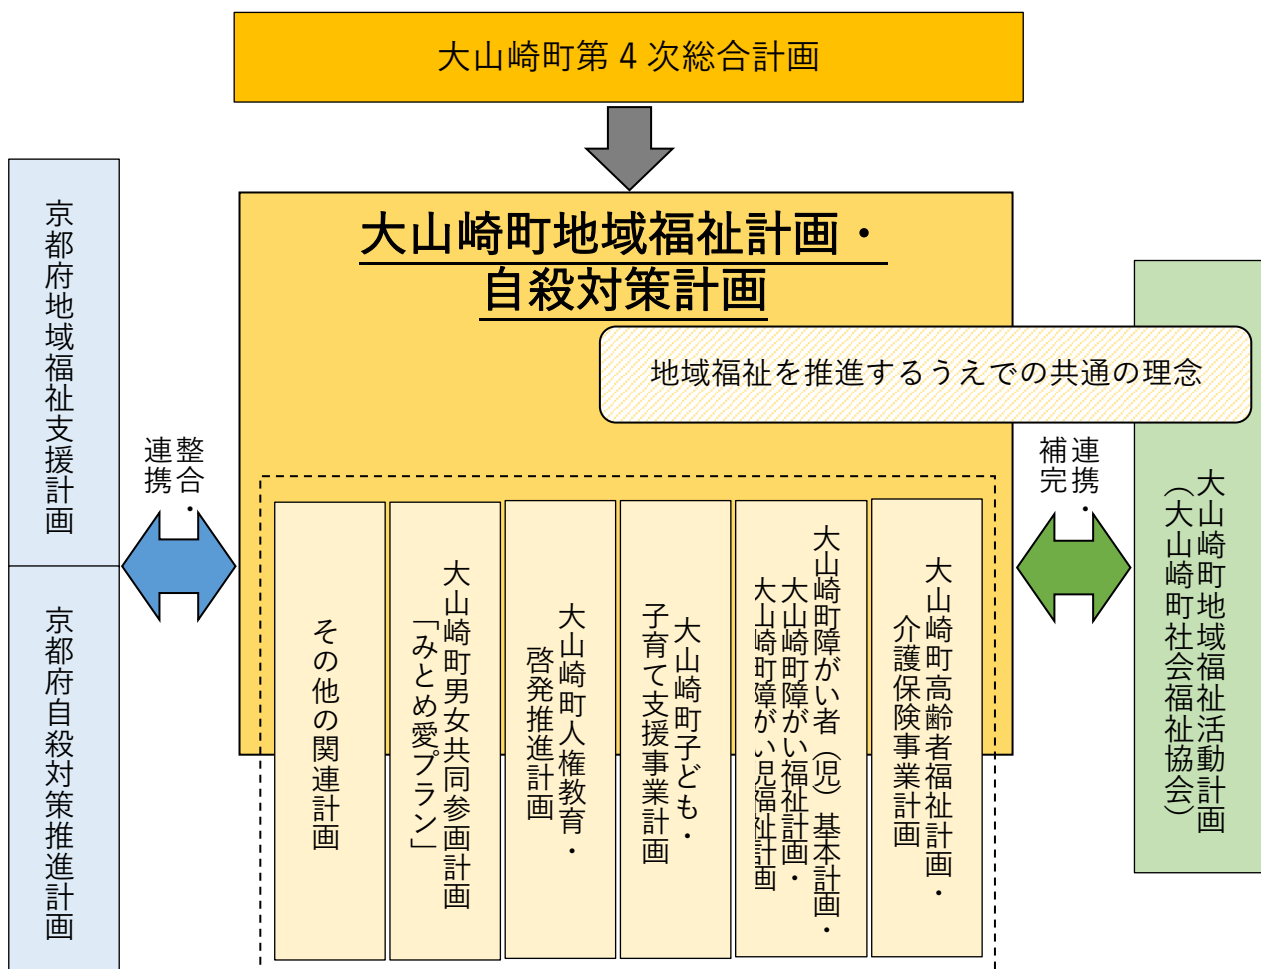 大山崎町第４次総合計画
京都府地域福祉支援計画
京都府自殺対策推進計画
整合・
連携
大山崎町地域福祉計画・
自殺対策計画
地域福祉を推進するうえでの共通の理念
連携・
補完
大山崎町地域福祉活動計画
（大山崎町社会福祉協会）
大山崎町高齢者福祉計画・
介護保険事業計画
大山崎町障がい者（児）基本計画・
大山崎町障がい福祉計画・
大山崎町障がい児福祉計画
大山崎町子ども・
子育て支援事業計画
大山崎町人権教育・
啓発推進計画
大山崎町男女共同参画計画
「みとめ愛プラン」
その他の関連計画